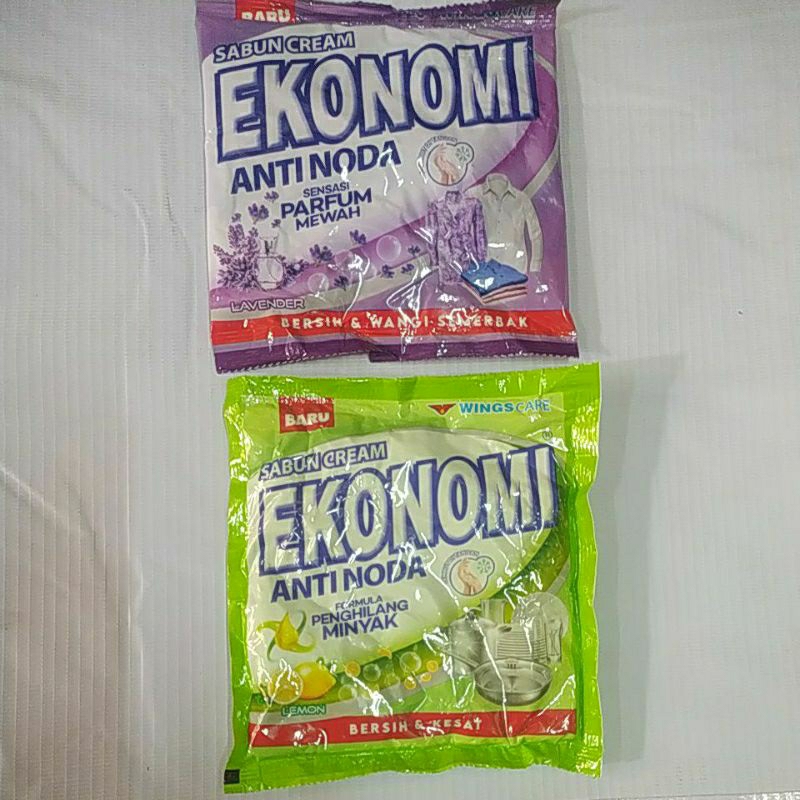 BARU
SABUN CREAM
EKONOMI
ANTI NODA
SENSASI
PARFUM
MEWAH
LAVENDER
BERSIH & WANGI SEMERBAK
BARU
WINGS CARE
SABUN CREAM
EKONOMI
ANTI NODA
FORMULA
PENGHILANG
MINYAK
LEMON
BERSIH & KESAT